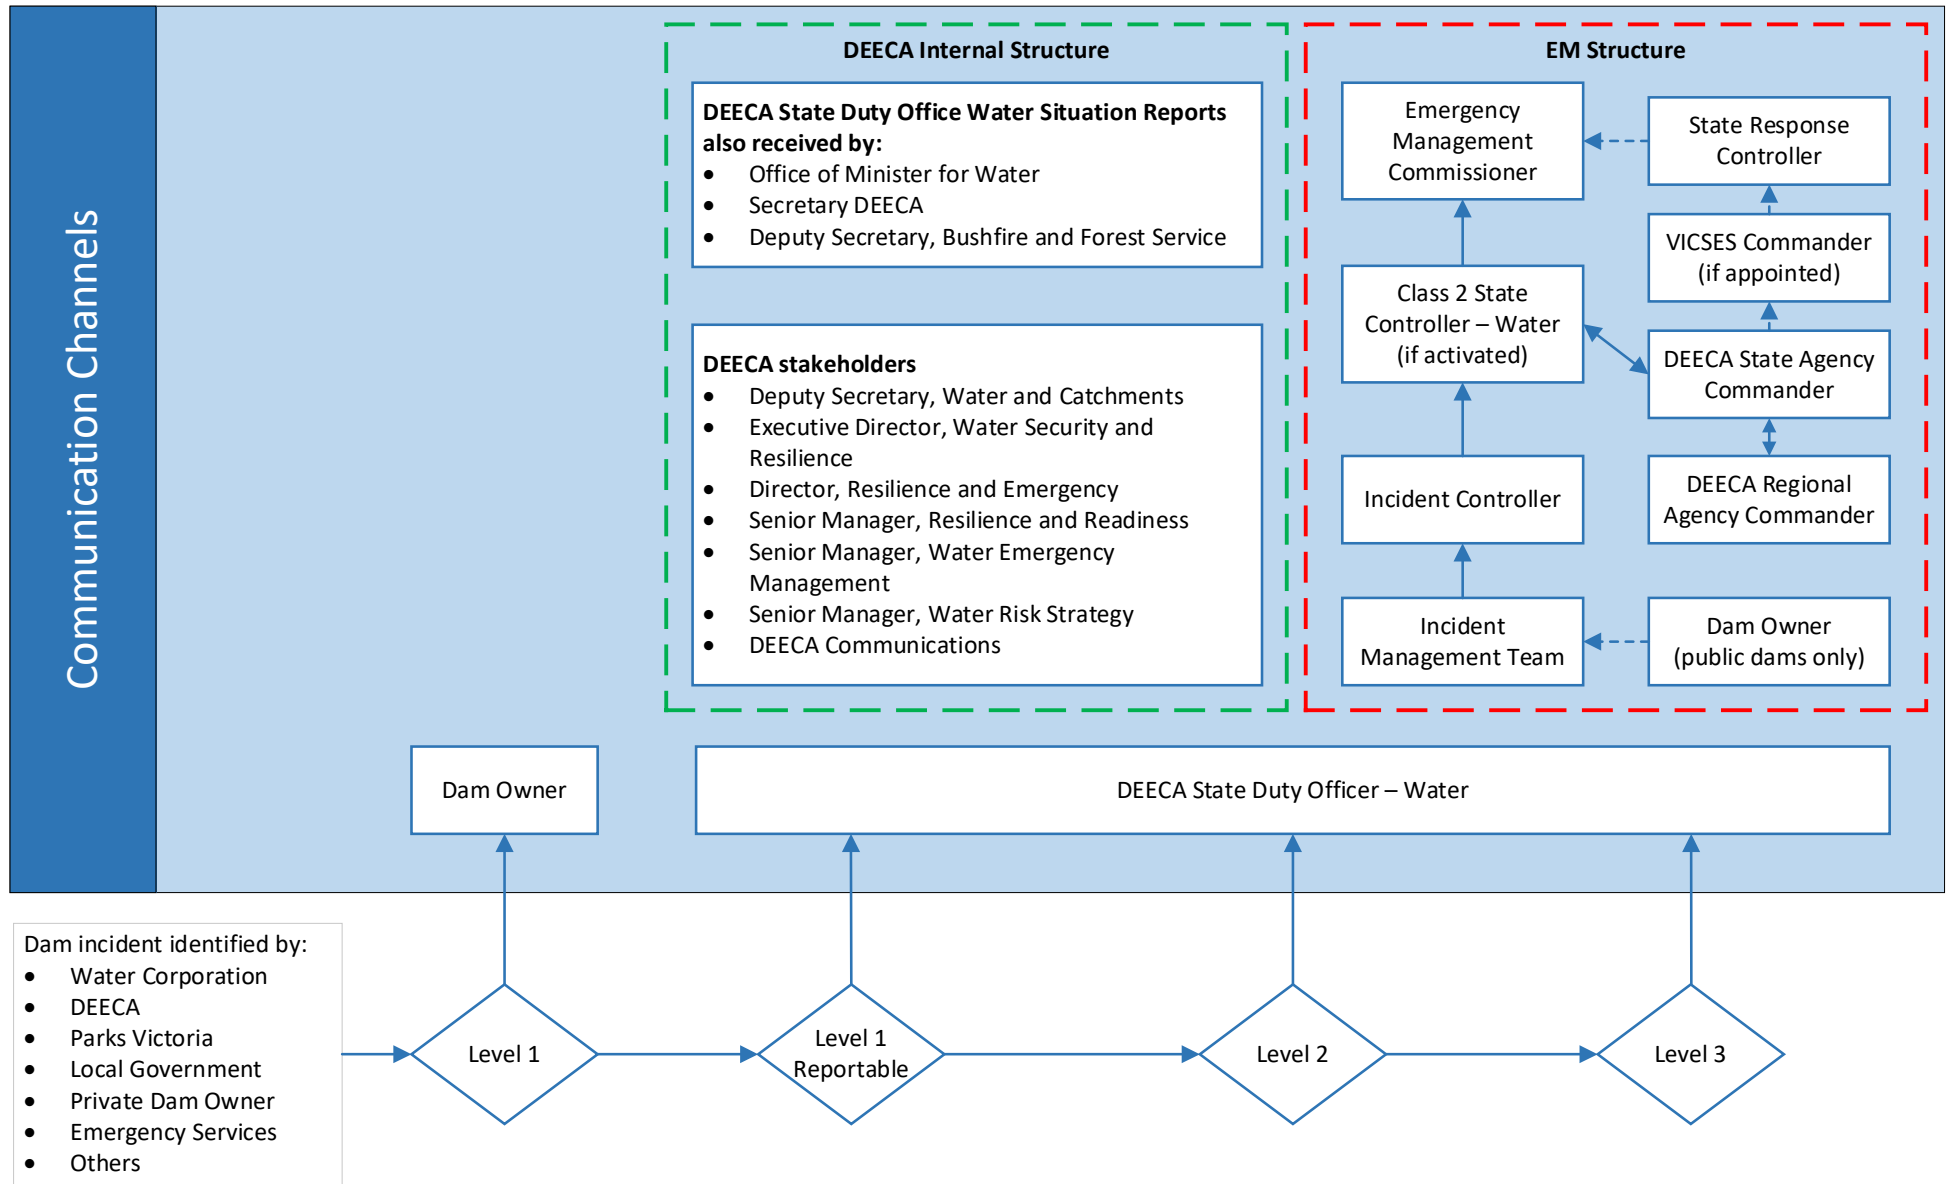 Communication Channels
DEECA Internal Structure
DEECA State Duty Office Water Situation Reports
also received by:
• Office of Minister for Water
• Secretary DEECA
• Deputy Secretary, Bushfire and Forest Service
DEECA stakeholders
• Deputy Secretary, Water and Catchments
• Executive Director, Water Security and
Resilience
• Director, Resilience and Emergency
• Senior Manager, Resilience and Readiness
• Senior Manager, Water Emergency
Management
• Senior Manager, Water Risk Strategy
• DEECA Communications
EM Structure
Emergency
Management
Commissioner
State Response
Controller
VICSES Commander
(if appointed)
Class 2 State
Controller – Water
(if activated)
DEECA State Agency
Commander
Incident Controller
DEECA Regional
Agency Commander
Incident
Management Team
Dam Owner
(public dams only)
Dam Owner
DEECA State Duty Officer – Water
Dam incident identified by:
• Water Corporation
• DEECA
• Parks Victoria
• Local Government
• Private Dam Owner
• Emergency Services
• Others
Level 1
Level 1
Reportable
Level 2
Level 3